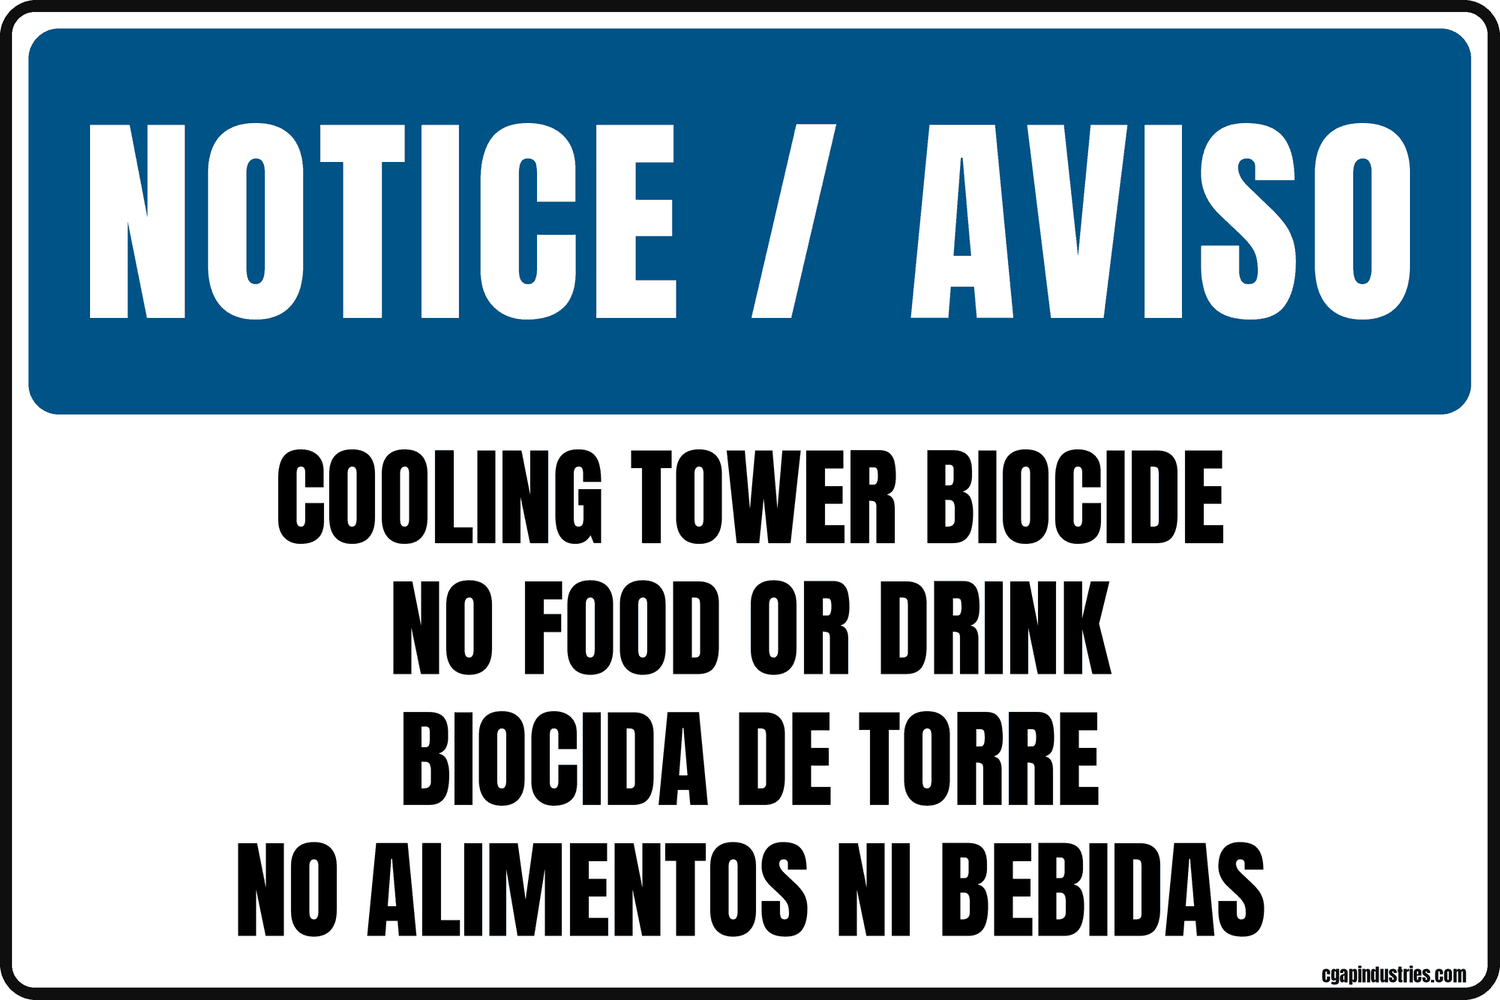 NOTICE / AVISO
COOLING TOWER BIOCIDE
NO FOOD OR DRINK
BIOCIDA DE TORRE
NO ALIMENTOS NI BEBIDAS
cgapindustries.com